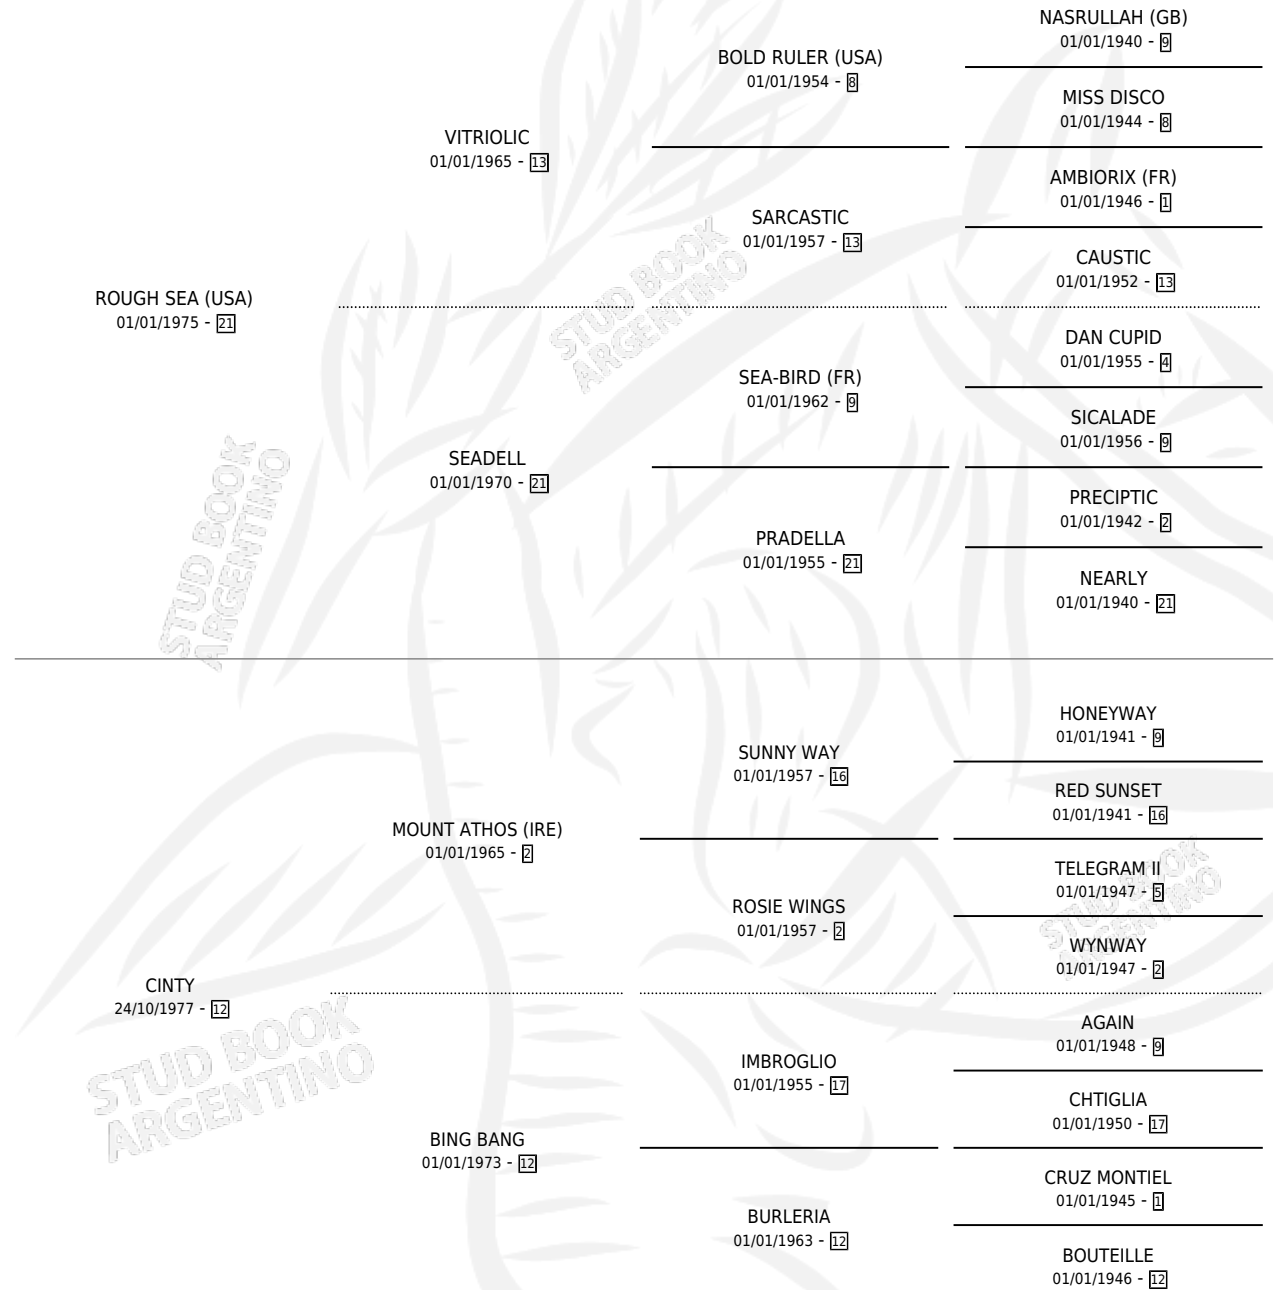 NASRULLAH (GB)
01/01/1940 - 9
BOLD RULER (USA)
01/01/1954 - 8
MISS DISCO
01/01/1944 - 8
VITRIOLIC
01/01/1965 - 13
AMBIORIX (FR)
01/01/1946 - 1
SARCASTIC
01/01/1957 - 13
CAUSTIC
01/01/1952 - 13
ROUGH SEA (USA)
01/01/1975 - 21
DAN CUPID
01/01/1955 - 4
SEA-BIRD (FR)
01/01/1962 - 9
SICALADE
01/01/1956 - 9
SEADELL
01/01/1970 - 21
PRECIPTIC
01/01/1942 - 2
PRADELLA
01/01/1955 - 21
NEARLY
01/01/1940 - 21
HONEYWAY
01/01/1941 - 9
SUNNY WAY
01/01/1957 - 16
RED SUNSET
01/01/1941 - 16
MOUNT ATHOS (IRE)
01/01/1965 - 2
TELEGRAM II
01/01/1947 - 5
ROSIE WINGS
01/01/1957 - 2
WYNWAY
01/01/1947 - 2
CINTY
24/10/1977 - 12
AGAIN
01/01/1948 - 9
IMBROGLIO
01/01/1955 - 17
CHTIGLIA
01/01/1950 - 17
BING BANG
01/01/1973 - 12
CRUZ MONTIEL
01/01/1945 - 1
BURLERIA
01/01/1963 - 12
BOUTEILLE
01/01/1946 - 12
STUD BOOK
ARGENTINO
STUD BOOK
ARGENTINO
STUD BOOK
ARGENTINO
STUD BOOK
ARGENTINO